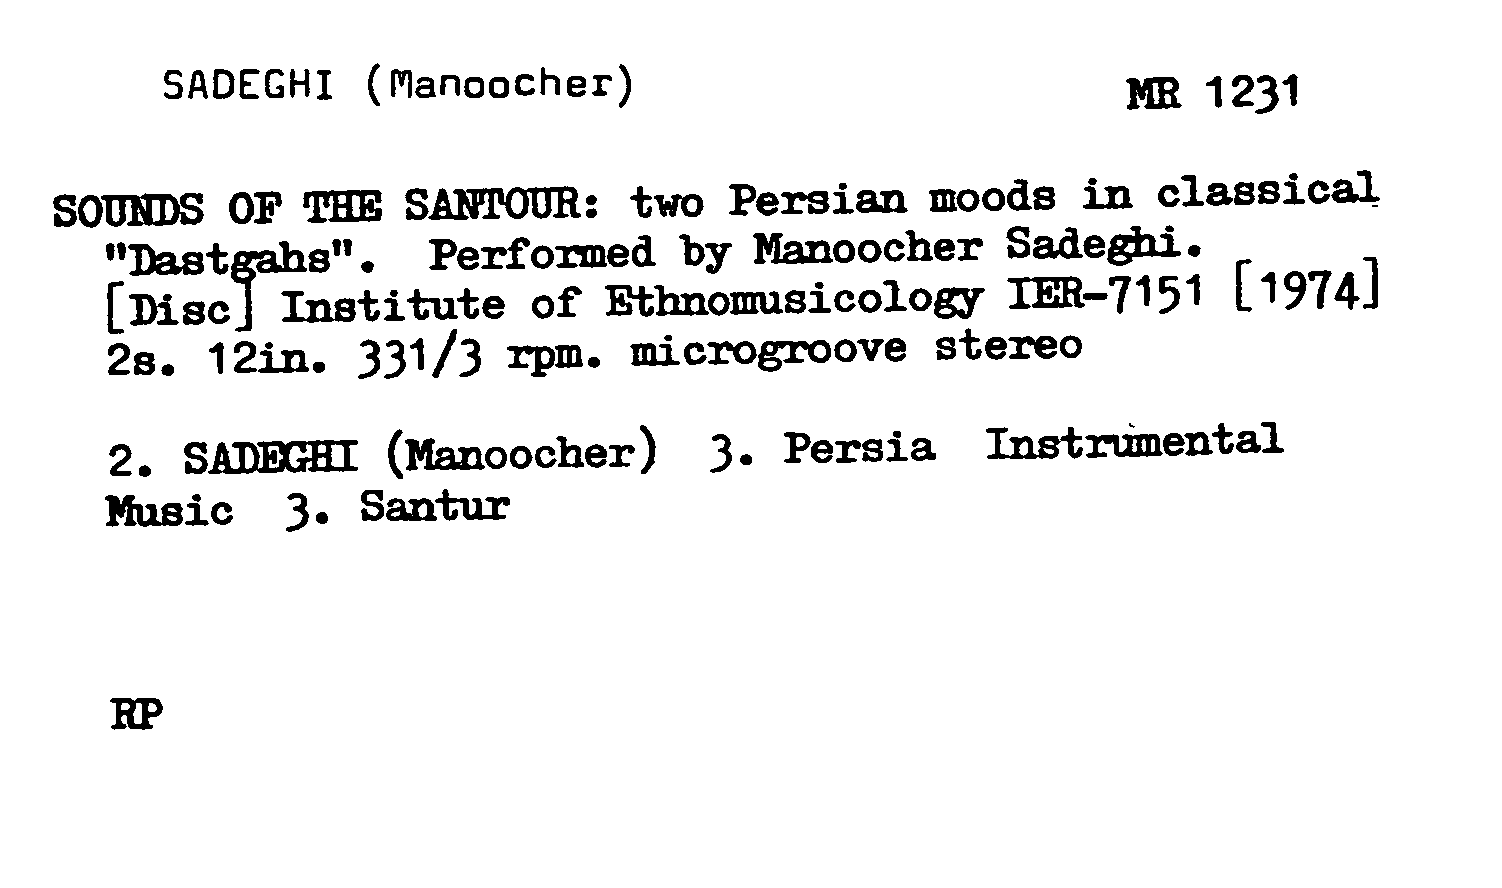 SADEGHI (Manoocher)
MR 1231
SOUNDS OF THE SANTOUR: two Persian moods in classical
"Dastgahs". Performed by Manoocher Sadeghi.
[Disc] Institute of Ethnomusicology IER-7151 [1974]
2s. 12in. 331/3 rpm. microgroove stereo
2. SADEGHI (Manoocher) 3. Persia Instrumental
Music 3. Santur
RP